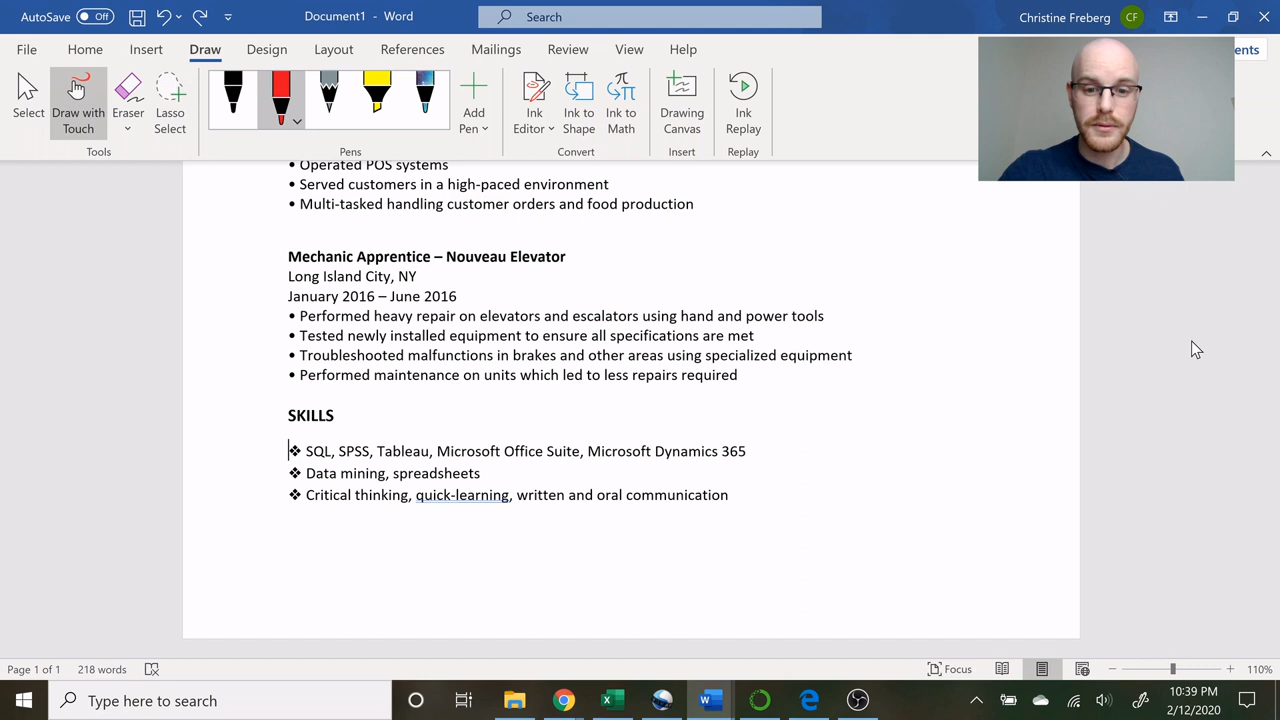 AutoSave Off Document1 - Word Search Christine Freberg CF
File Home Insert Draw Design Layout References Mailings Review View Help
Select Draw with Touch Eraser Lasso Select Add Pen Ink Editor Ink to Shape Ink to Math Drawing Canvas Ink Replay
Tools Pens Convert Insert Replay
• Operated POS systems
• Served customers in a high-paced environment
• Multi-tasked handling customer orders and food production
Mechanic Apprentice – Nouveau Elevator
Long Island City, NY
January 2016 – June 2016
• Performed heavy repair on elevators and escalators using hand and power tools
• Tested newly installed equipment to ensure all specifications are met
• Troubleshooted malfunctions in brakes and other areas using specialized equipment
• Performed maintenance on units which led to less repairs required
SKILLS
❖ SQL, SPSS, Tableau, Microsoft Office Suite, Microsoft Dynamics 365
❖ Data mining, spreadsheets
❖ Critical thinking, quick-learning, written and oral communication
Page 1 of 1 218 words Focus 110%
Type here to search 10:39 PM
2/12/2020